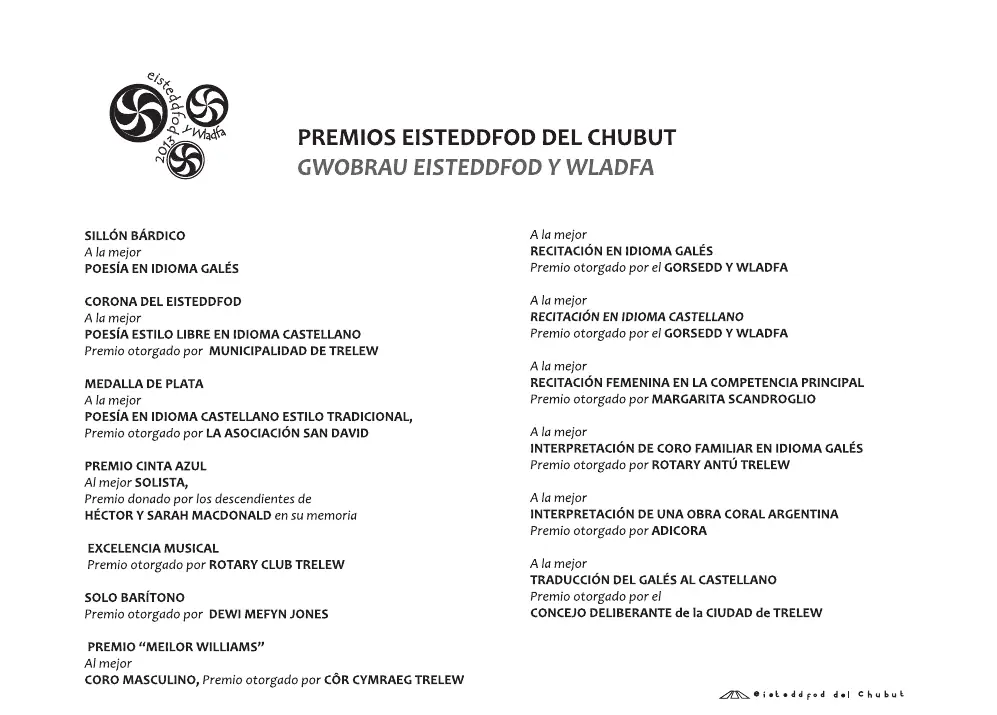 eisteddfod
y Wladfa
2013
PREMIOS EISTEDDFOD DEL CHUBUT
GWOBRAU EISTEDDFOD Y WLADFA
SILLÓN BÁRDICO
A la mejor
POESÍA EN IDIOMA GALÉS
CORONA DEL EISTEDDFOD
A la mejor
POESÍA ESTILO LIBRE EN IDIOMA CASTELLANO
Premio otorgado por MUNICIPALIDAD DE TRELEW
MEDALLA DE PLATA
A la mejor
POESÍA EN IDIOMA CASTELLANO ESTILO TRADICIONAL,
Premio otorgado por LA ASOCIACIÓN SAN DAVID
PREMIO CINTA AZUL
Al mejor SOLISTA,
Premio donado por los descendientes de
HÉCTOR Y SARAH MACDONALD en su memoria
EXCELENCIA MUSICAL
Premio otorgado por ROTARY CLUB TRELEW
SOLO BARÍTONO
Premio otorgado por DEWI MEFYN JONES
PREMIO “MEILOR WILLIAMS”
Al mejor
CORO MASCULINO, Premio otorgado por CÔR CYMRAEG TRELEW
A la mejor
RECITACIÓN EN IDIOMA GALÉS
Premio otorgado por el GORSEDD Y WLADFA
A la mejor
RECITACIÓN EN IDIOMA CASTELLANO
Premio otorgado por el GORSEDD Y WLADFA
A la mejor
RECITACIÓN FEMENINA EN LA COMPETENCIA PRINCIPAL
Premio otorgado por MARGARITA SCANDROGLIO
A la mejor
INTERPRETACIÓN DE CORO FAMILIAR EN IDIOMA GALÉS
Premio otorgado por ROTARY ANTÚ TRELEW
A la mejor
INTERPRETACIÓN DE UNA OBRA CORAL ARGENTINA
Premio otorgado por ADICORA
A la mejor
TRADUCCIÓN DEL GALÉS AL CASTELLANO
Premio otorgado por el
CONCEJO DELIBERANTE de la CIUDAD de TRELEW
eisteddfod del Chubut